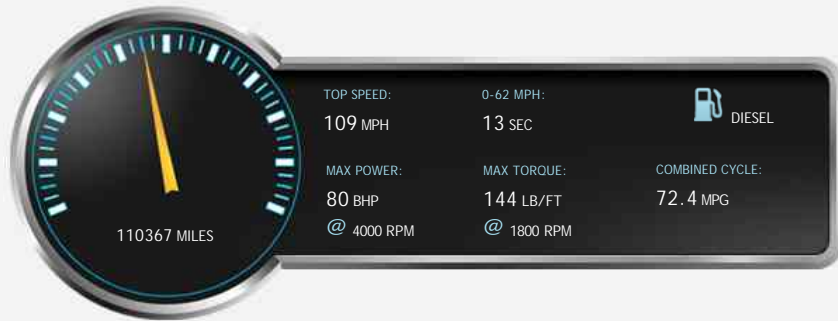 TOP SPEED:
109 MPH
0-62 MPH:
13 SEC
DIESEL
MAX POWER:
80 BHP
@ 4000 RPM
MAX TORQUE:
144 LB/FT
@ 1800 RPM
COMBINED CYCLE:
72.4 MPG
110367 MILES